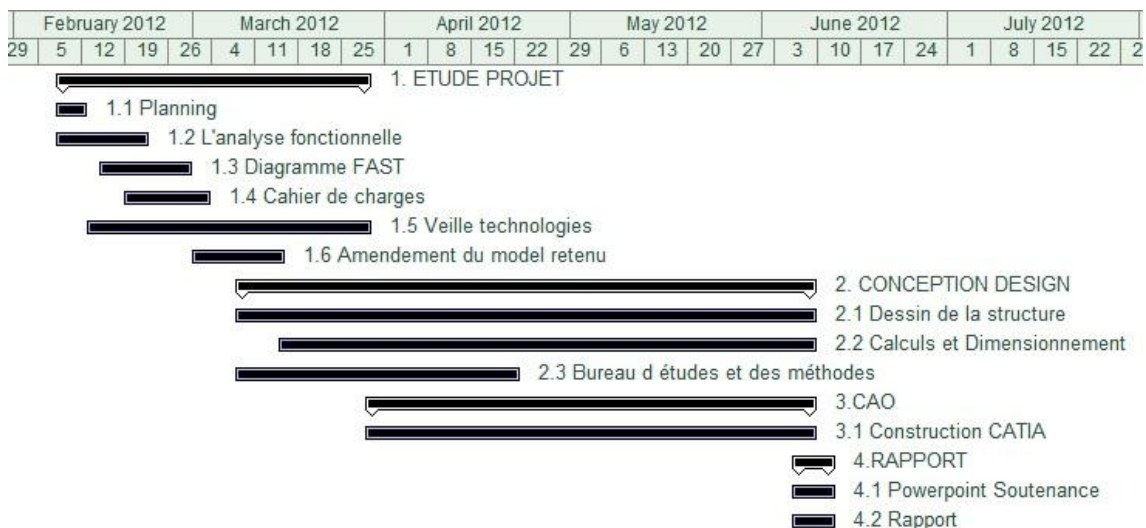 February 2012 March 2012 April 2012 May 2012 June 2012 July 2012
29 5 12 19 26 4 11 18 25 1 8 15 22 29 6 13 20 27 3 10 17 24 1 8 15 22
1. ETUDE PROJET
1.1 Planning
1.2 L'analyse fonctionnelle
1.3 Diagramme FAST
1.4 Cahier de charges
1.5 Veille technologies
1.6 Amendement du model retenu
2. CONCEPTION DESIGN
2.1 Dessin de la structure
2.2 Calculs et Dimensionnement
2.3 Bureau d études et des méthodes
3.CAO
3.1 Construction CATIA
4.RAPPORT
4.1 Powerpoint Soutenance
4.2 Rapport